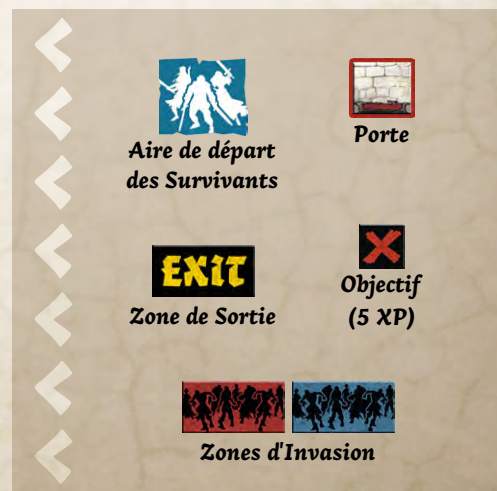 Aire de départ
des Survivants
Porte
EXIT
Zone de Sortie
Objectif
(5 XP)
Zones d'Invasion